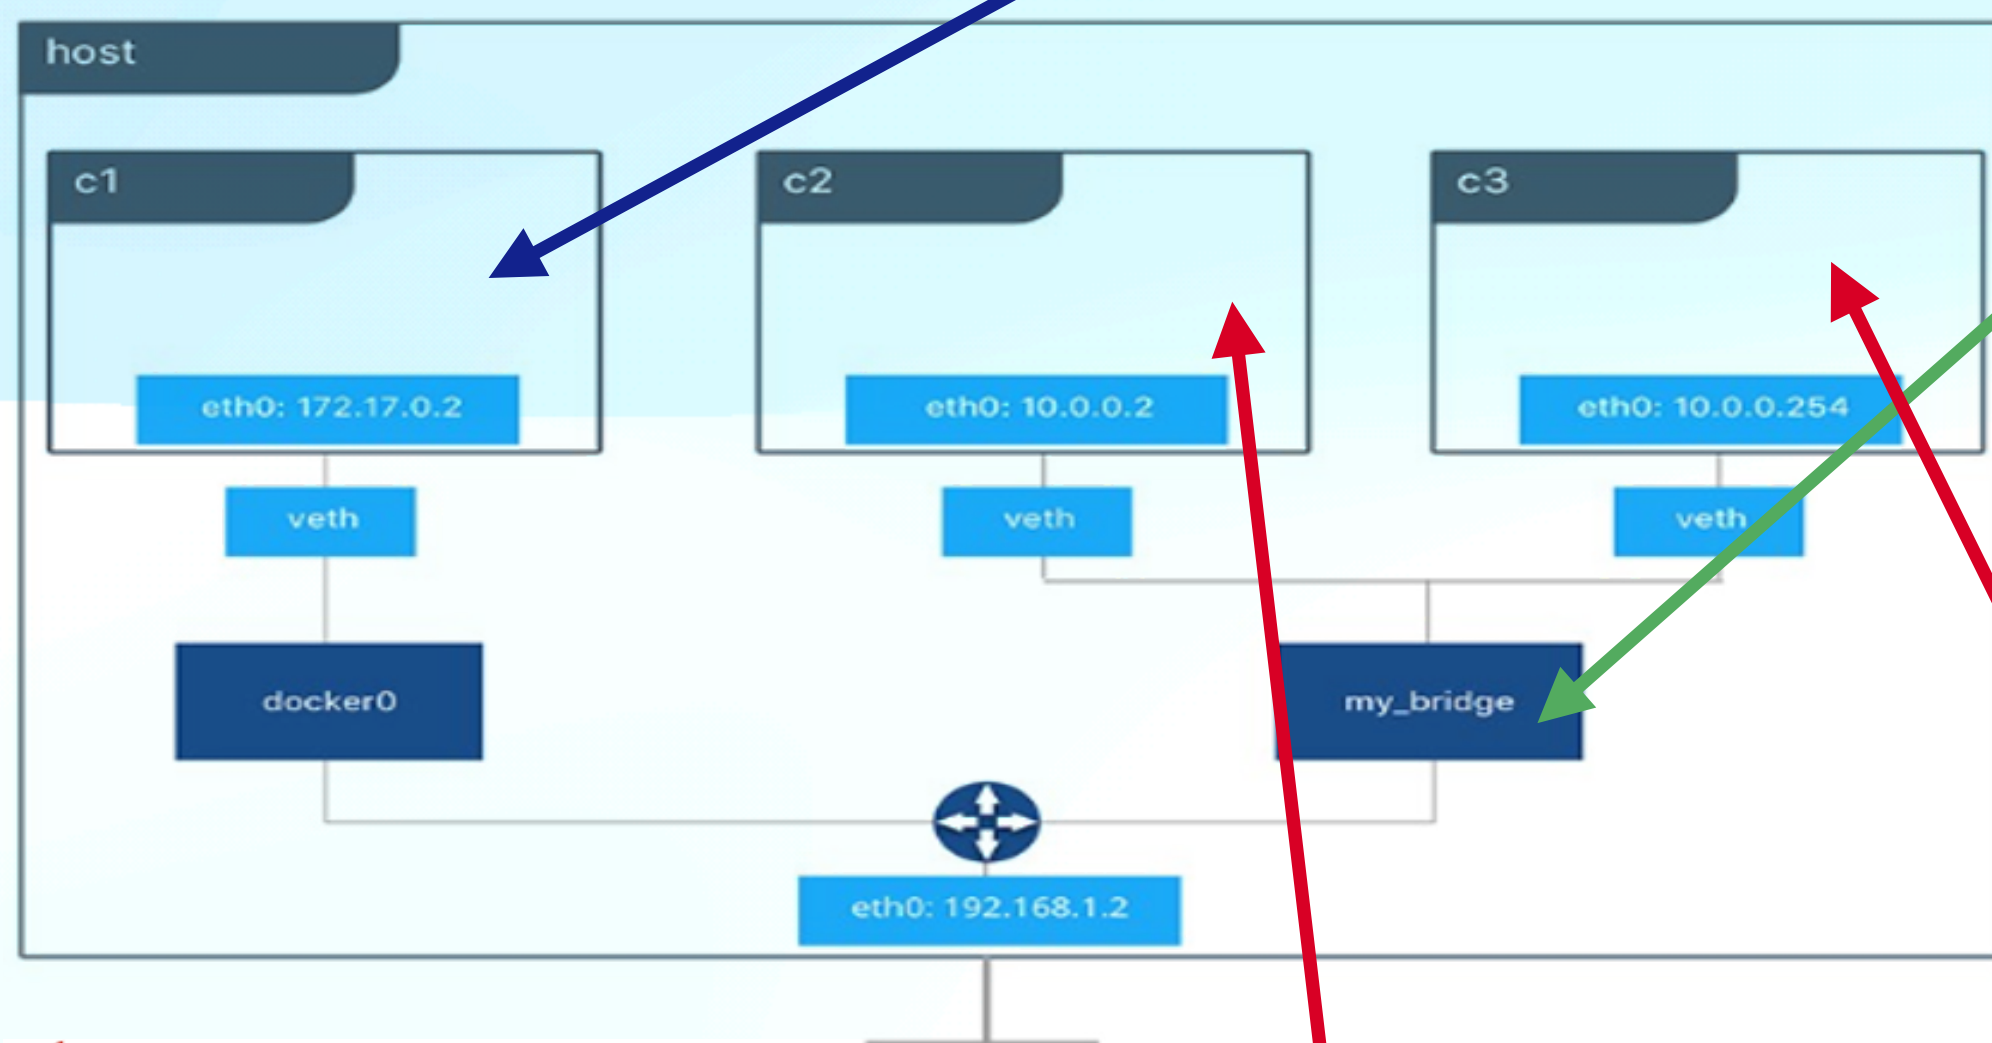 host
c1
c2
c3
eth0: 172.17.0.2
eth0: 10.0.0.2
eth0: 10.0.0.254
veth
veth
veth
docker0
my_bridge
eth0: 192.168.1.2